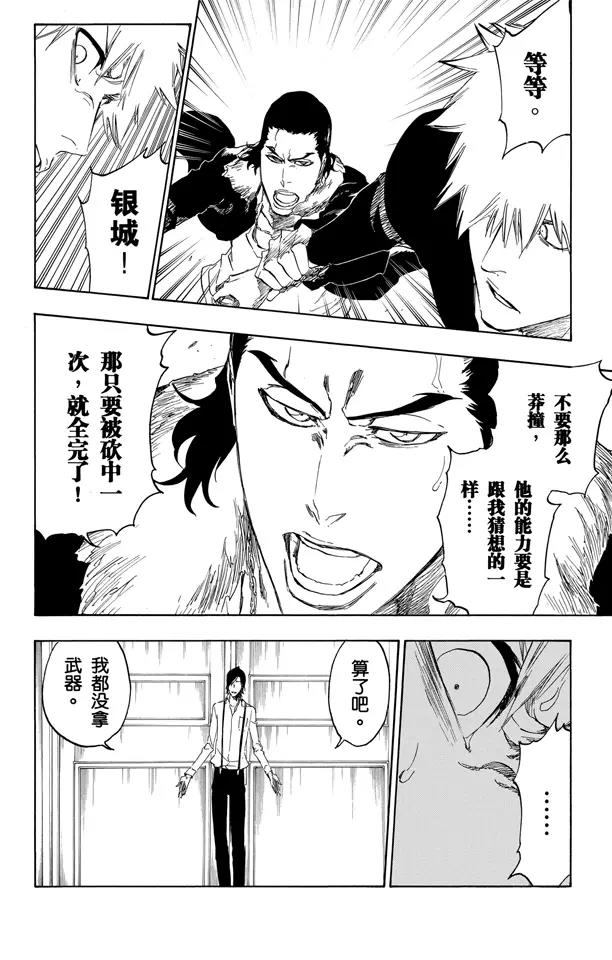 等等。
银城！
不要那么
莽撞，
他的能力要是
跟我猜想的一
样……
那只要被砍中一
次，就全完了！
……
算了吧。
我都没拿
武器。